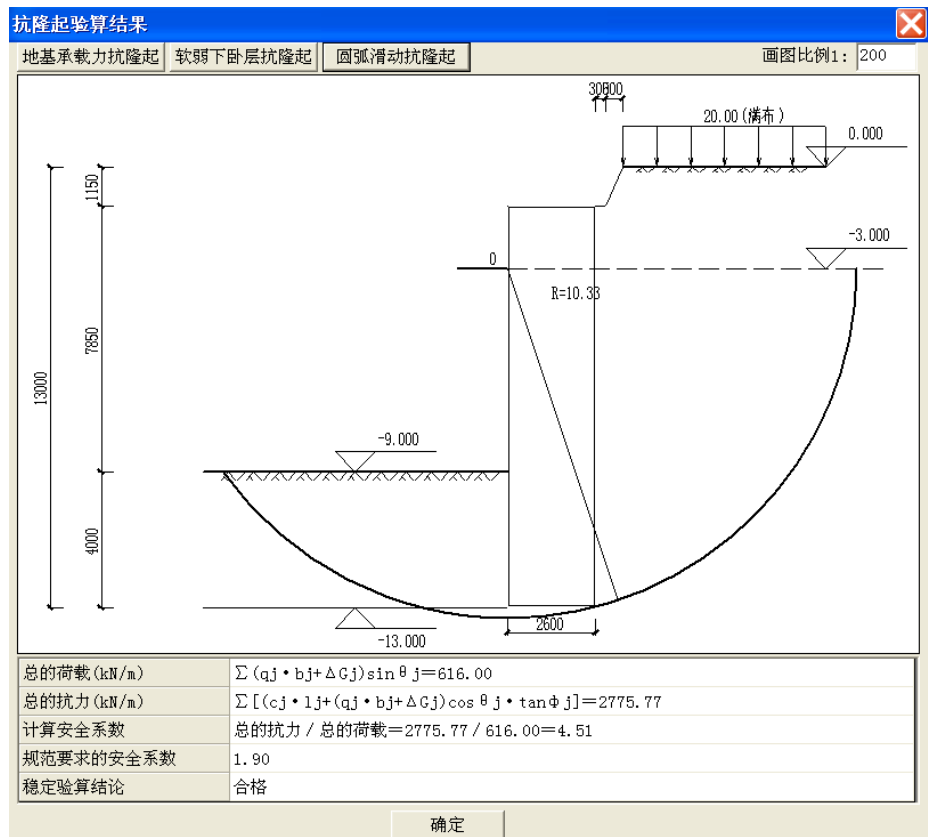 抗隆起验算结果
地基承载力抗隆起 软弱下卧层抗隆起 圆弧滑动抗隆起 画图比例1: 200
20.00(满布)
0.000
1150
-3.000
0
R=10.33
7850
13000
-9.000
4000
2600
-13.000
总的荷载(kN/m) ∑(qj•bj+ΔGj)sinθj=616.00
总的抗力(kN/m) ∑[(cj•lj+(qj•bj+ΔGj)cosθj•tanφj]=2775.77
计算安全系数 总的抗力/总的荷载=2775.77/616.00=4.51
规范要求的安全系数 1.90
稳定验算结论 合格
确定